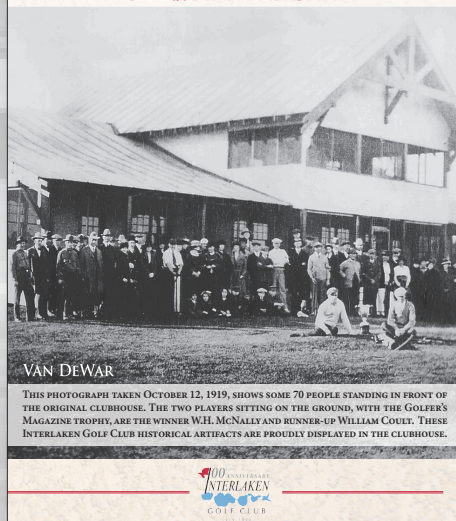 VAN DEWAR
THIS PHOTOGRAPH TAKEN OCTOBER 12, 1919, SHOWS SOME 70 PEOPLE STANDING IN FRONT OF
THE ORIGINAL CLUBHOUSE. THE TWO PLAYERS SITTING ON THE GROUND, WITH THE GOLFER'S
MAGAZINE TROPHY, ARE THE WINNER W.H. MCNALLY AND RUNNER-UP WILLIAM COULT. THESE
INTERLAKEN GOLF CLUB HISTORICAL ARTIFACTS ARE PROUDLY DISPLAYED IN THE CLUBHOUSE.
100 ANNIVERSARY
INTERLAKEN
GOLF CLUB